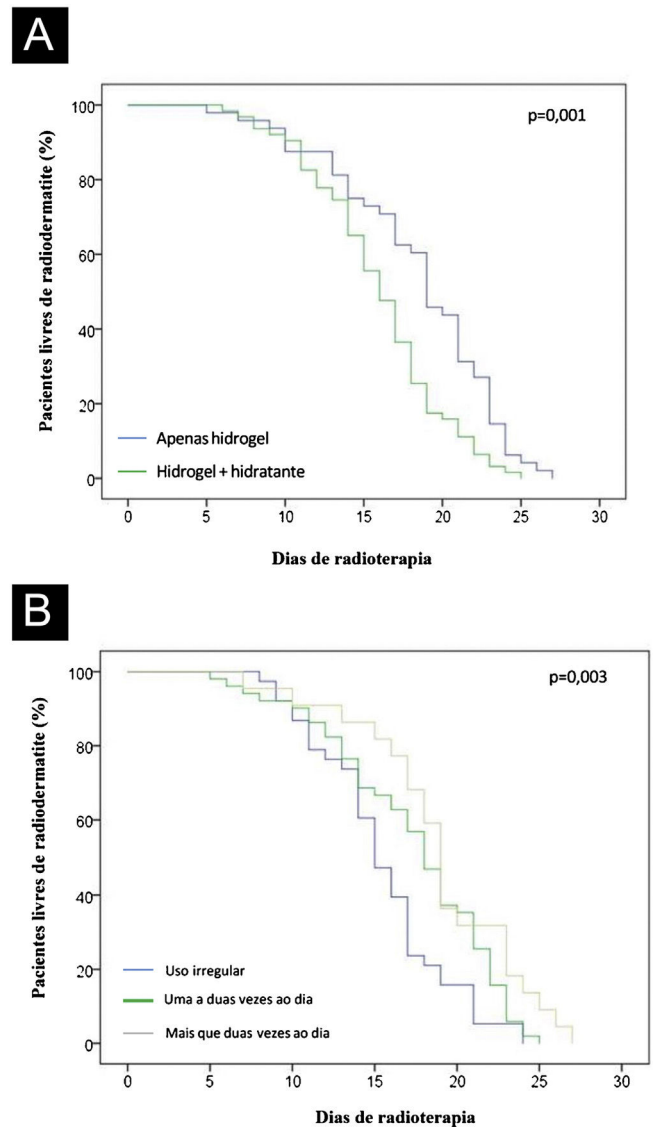 A
p=0,001
Pacientes livres de radiodermatite (%)
100
80
60
40
20
0
Apenas hidrogel
Hidrogel + hidratante
0 5 10 15 20 25 30
Dias de radioterapia
B
p=0,003
Pacientes livres de radiodermatite (%)
100
80
60
40
20
0
Uso irregular
Uma a duas vezes ao dia
Mais que duas vezes ao dia
0 5 10 15 20 25 30
Dias de radioterapia